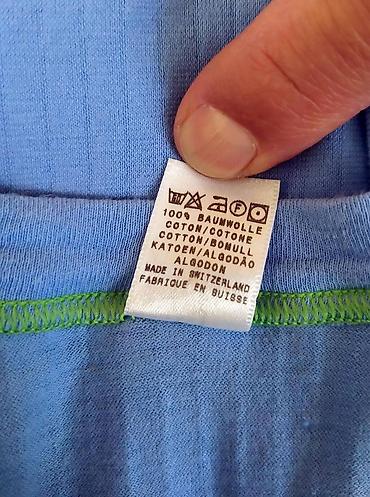 100% BAUMWOLLE
COTON/COTONE
COTTON/BOMULL
KATOEN/ALGODÃO
ALGODON
MADE IN SWITZERLAND
FABRIQUE EN SUISSE